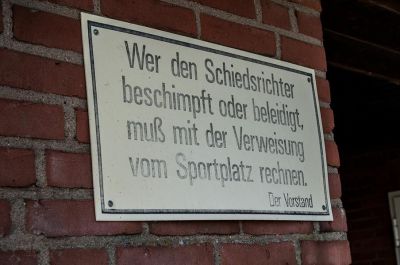 Wer den Schiedsrichter
beschimpft oder beleidigt,
muß mit der Verweisung
vom Sportplatz rechnen.
Der Vorstand